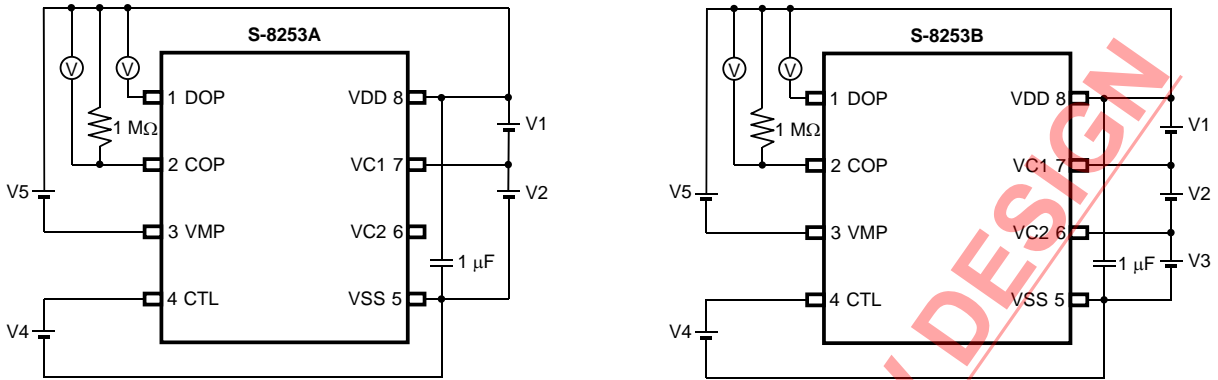 S-8253A
V
V
1 DOP
VDD 8
1 MΩ
V1
2 COP
VC1 7
V5
V2
3 VMP
VC2 6
1 μF
4 CTL
VSS 5
V4
S-8253B
V
V
1 DOP
VDD 8
V1
1 MΩ
2 COP
VC1 7
V5
V2
3 VMP
VC2 6
1 μF
V3
4 CTL
VSS 5
V4
DESIGN